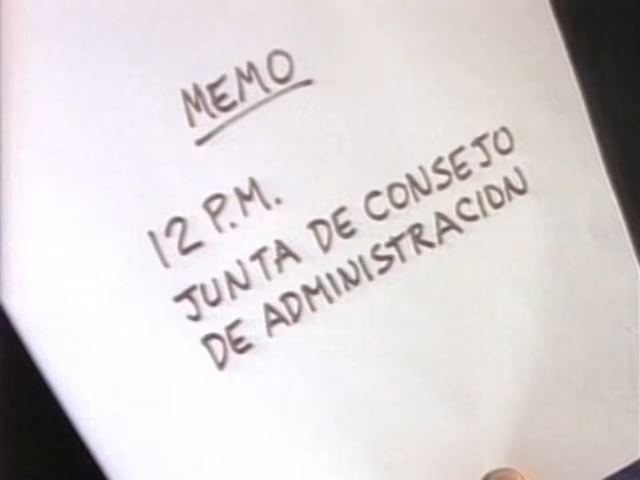 MEMO
12 P.M.
JUNTA DE CONSEJO
DE ADMINISTRACION